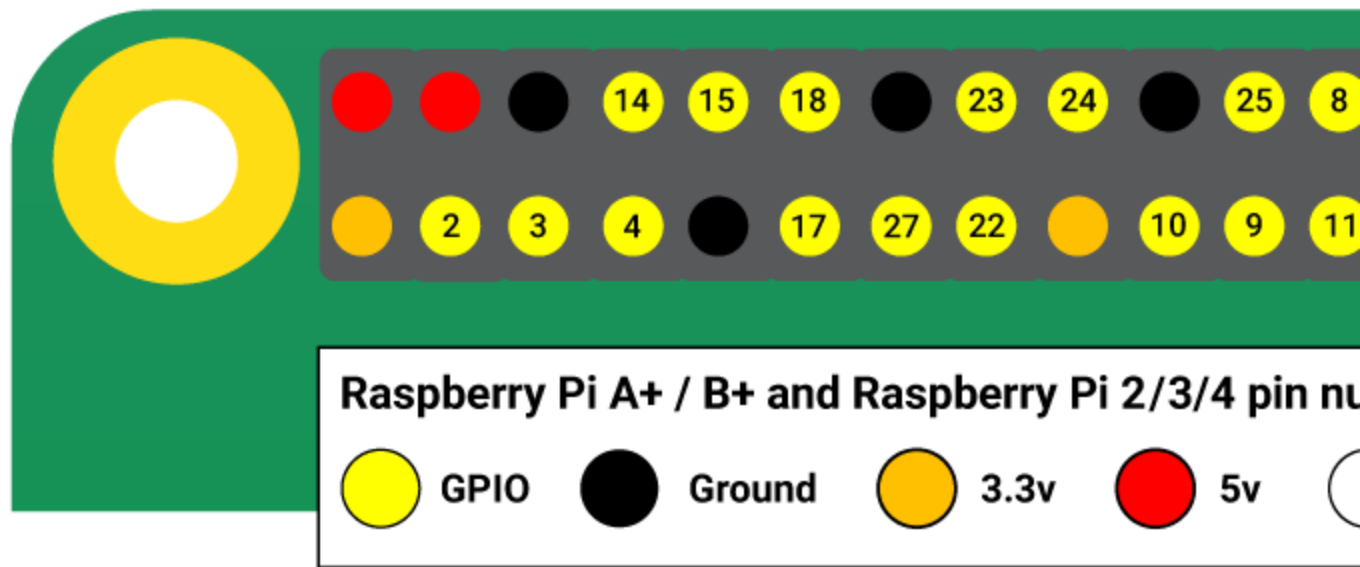 14 15 18 23 24 25 8
2 3 4 17 27 22 10 9 11
Raspberry Pi A+ / B+ and Raspberry Pi 2/3/4 pin
GPIO Ground 3.3v 5v